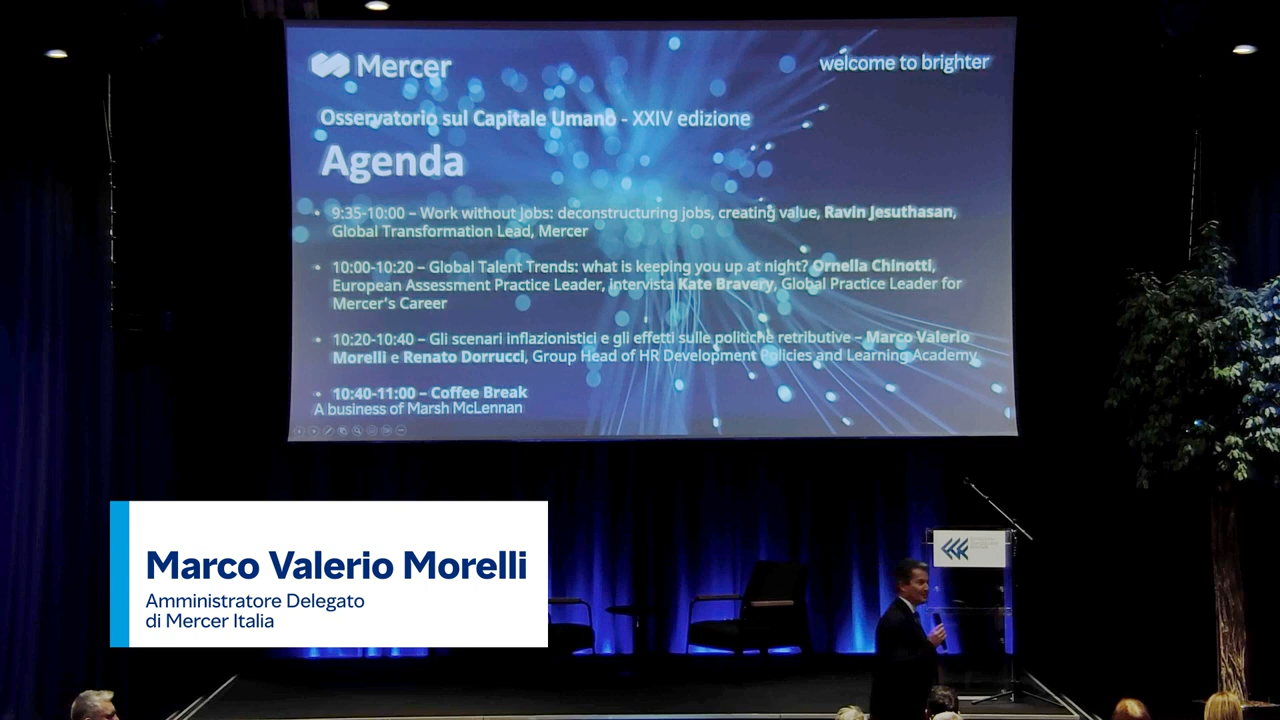 Mercer
welcome to brighter
Osservatorio sul Capitale Umano - XXIV edizione
Agenda
• 9:35-10:00 – Work without jobs: deconstructuring jobs, creating value, Ravin Jesuthasan,
Global Transformation Lead, Mercer
• 10:00-10:20 – Global Talent Trends: what is keeping you up at night? Ornella Chinotti,
European Assessment Practice Leader, intervista Kate Bravery, Global Practice Leader for
Mercer's Career
• 10:20-10:40 – Gli scenari inflazionistici e gli effetti sulle politiche retributive – Marco Valerio
Morelli e Renato Dorrucci, Group Head of HR Development Policies and Learning Academy
• 10:40-11:00 – Coffee Break
A business of Marsh McLennan
Marco Valerio Morelli
Amministratore Delegato
di Mercer Italia